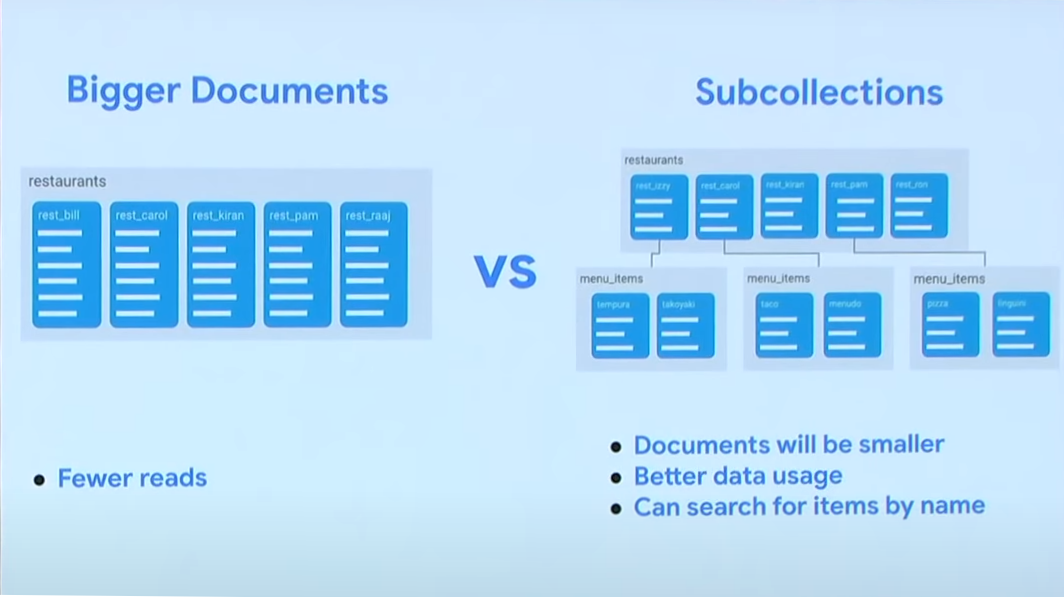 Bigger Documents
restaurants
rest_bill
rest_carol
rest_kiran
rest_pam
rest_raaj
Fewer reads
vs
Subcollections
restaurants
rest_izzy
rest_carol
rest_kiran
rest_pam
rest_ron
menu_items
tempura
takoyaki
menu_items
taco
menudo
menu_items
pizza
linguini
Documents will be smaller
Better data usage
Can search for items by name